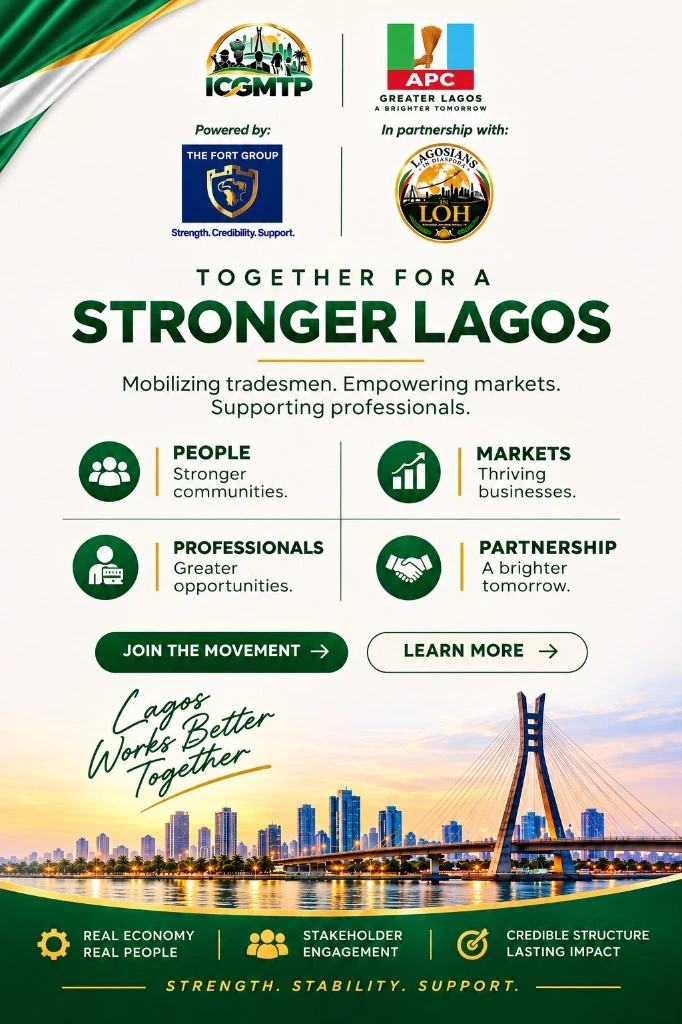 ICGMTP
APC
GREATER LAGOS
A BRIGHTER TOMORROW
Powered by:
In partnership with:
THE FORT GROUP
Strength. Credibility. Support.
LAGOSIANS
IN DIASPORA
IN
LOH
TOGETHER FOR A
STRONGER LAGOS
Mobilizing tradesmen. Empowering markets.
Supporting professionals.
PEOPLE
Stronger
communities.
MARKETS
Thriving
businesses.
PROFESSIONALS
Greater
opportunities.
PARTNERSHIP
A brighter
tomorrow.
JOIN THE MOVEMENT →
LEARN MORE →
Lagos
Works Better
Together
REAL ECONOMY
REAL PEOPLE
STAKEHOLDER
ENGAGEMENT
CREDIBLE STRUCTURE
LASTING IMPACT
STRENGTH. STABILITY. SUPPORT.